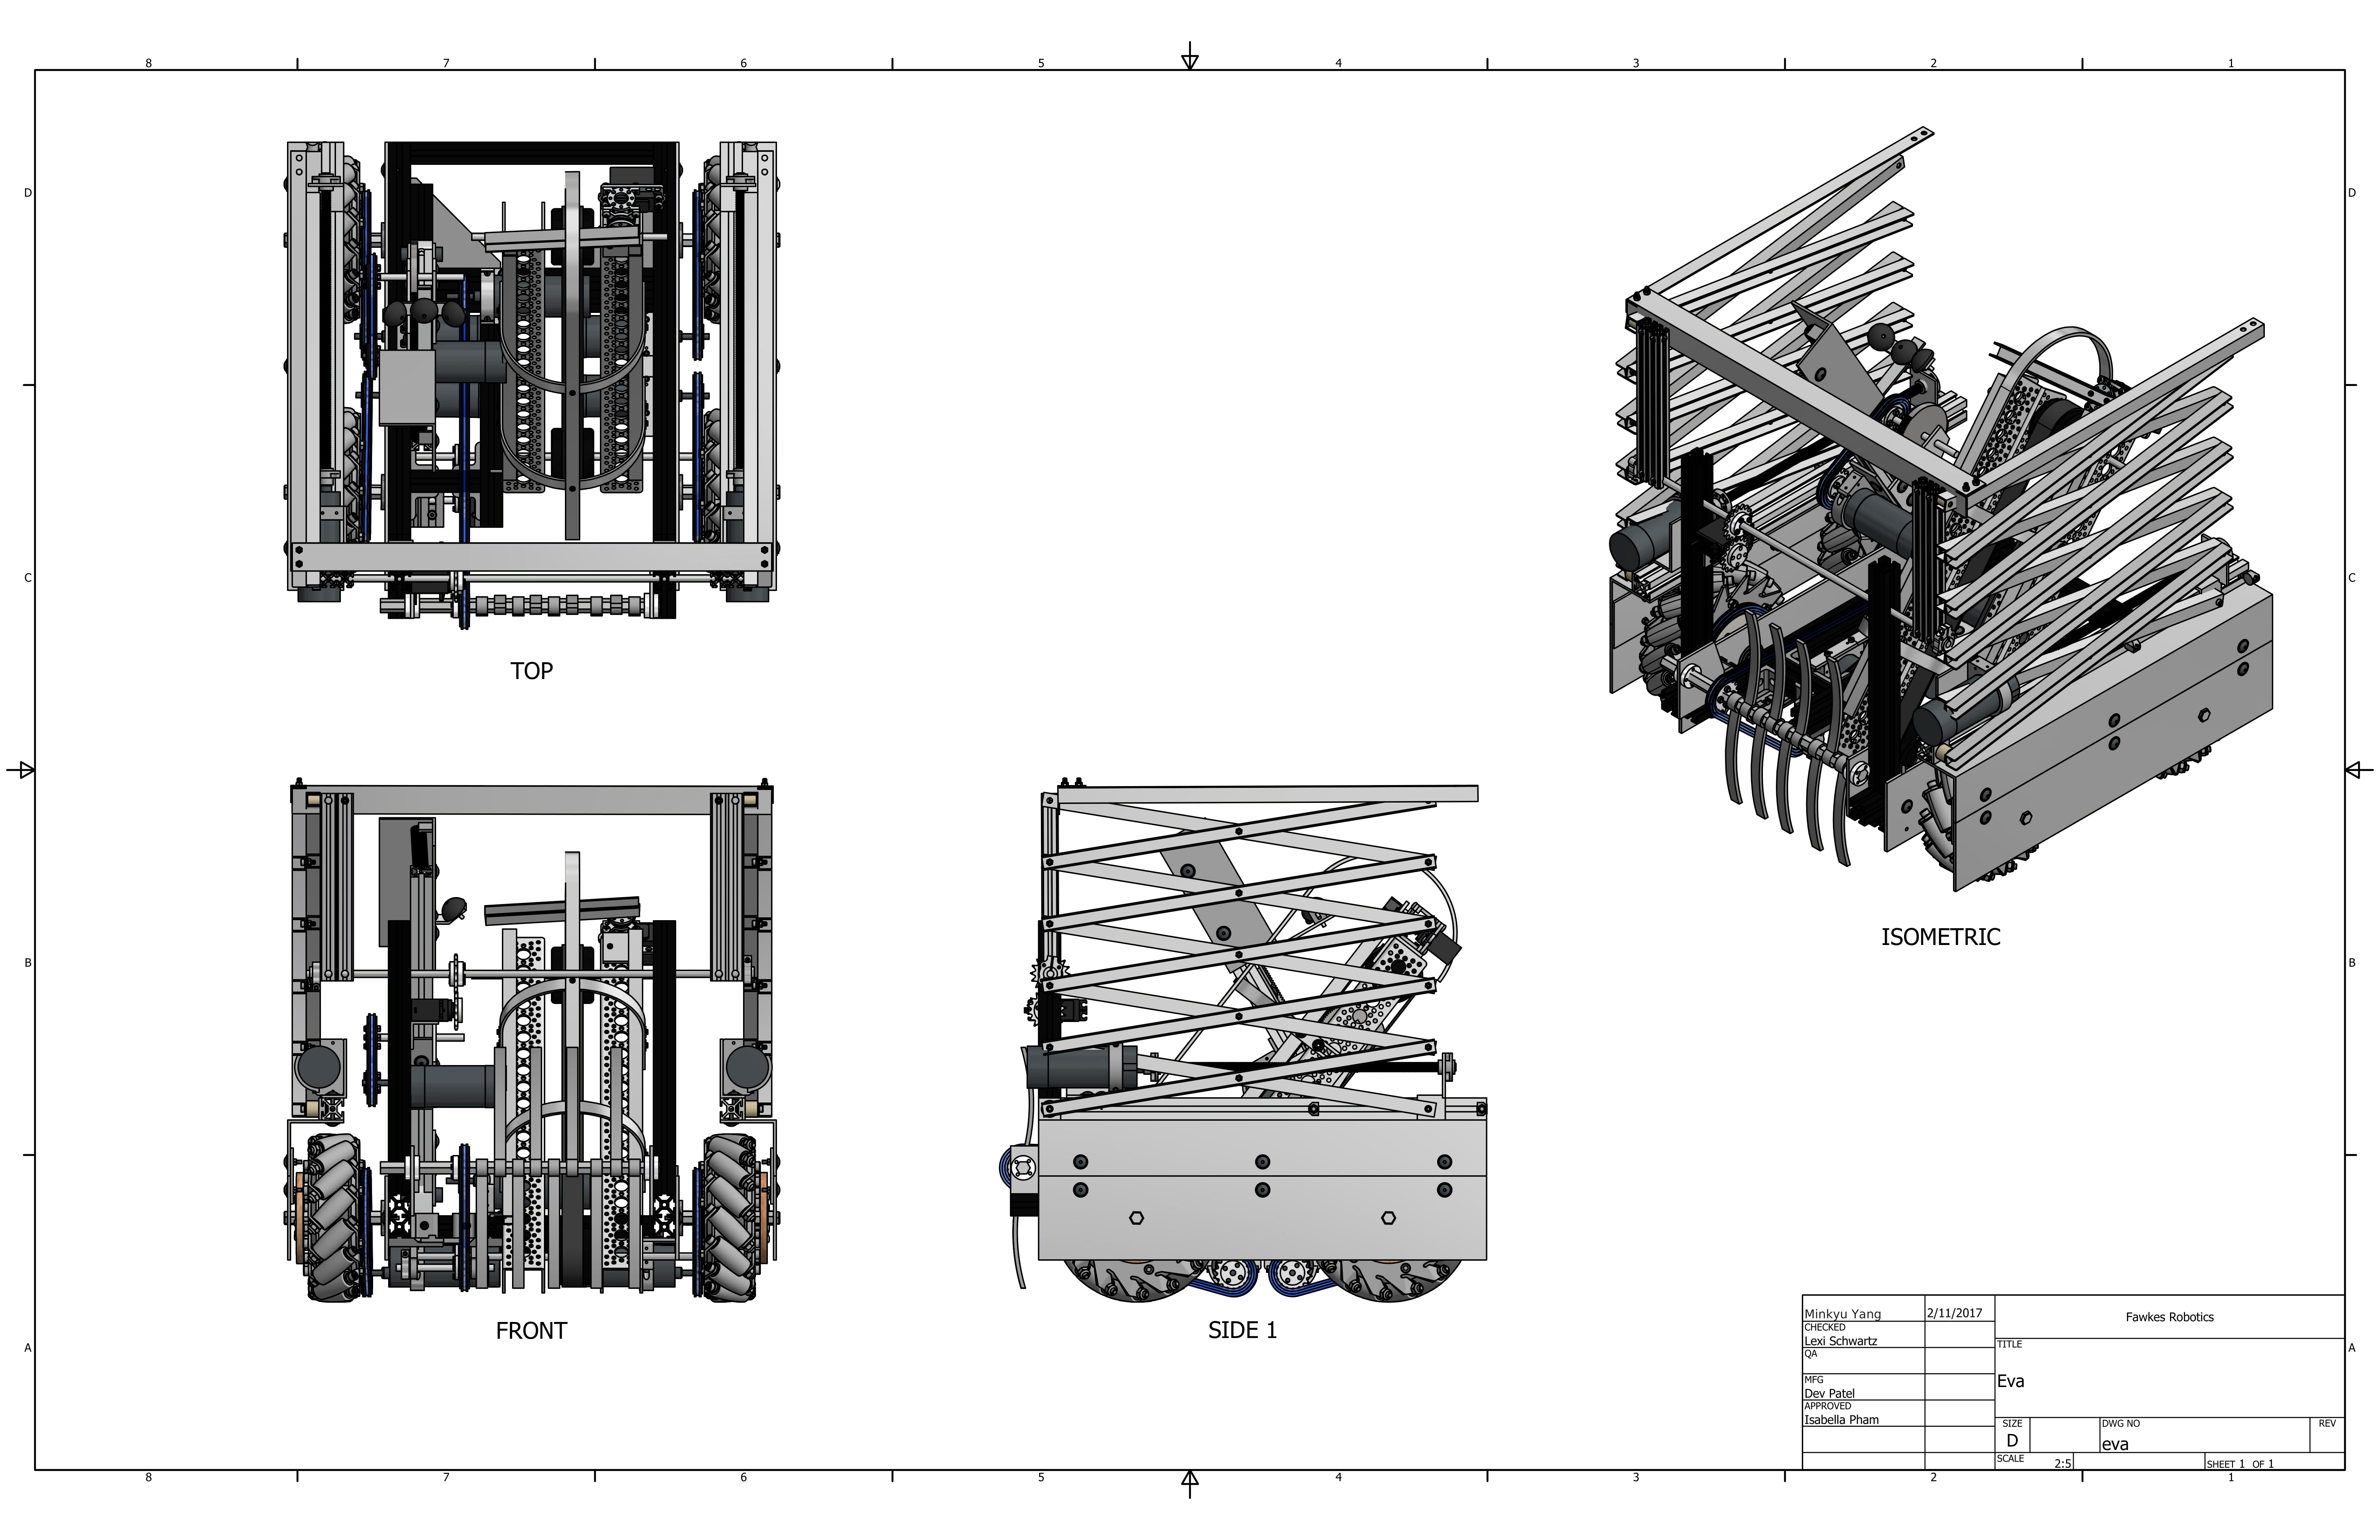 8 7 6 5 4 3 2 1
D D
TOP
C C
ISOMETRIC
B B
FRONT
SIDE 1
A A
Minkyu Yang 2/11/2017
CHECKED
Lexi Schwartz
QA
MFG
Dev Patel
APPROVED
Isabella Pham
Fawkes Robotics
TITLE
Eva
SIZE
D
DWG NO
eva
REV
SCALE
2:5
SHEET 1 OF 1
8 7 6 5 4 3 2 1